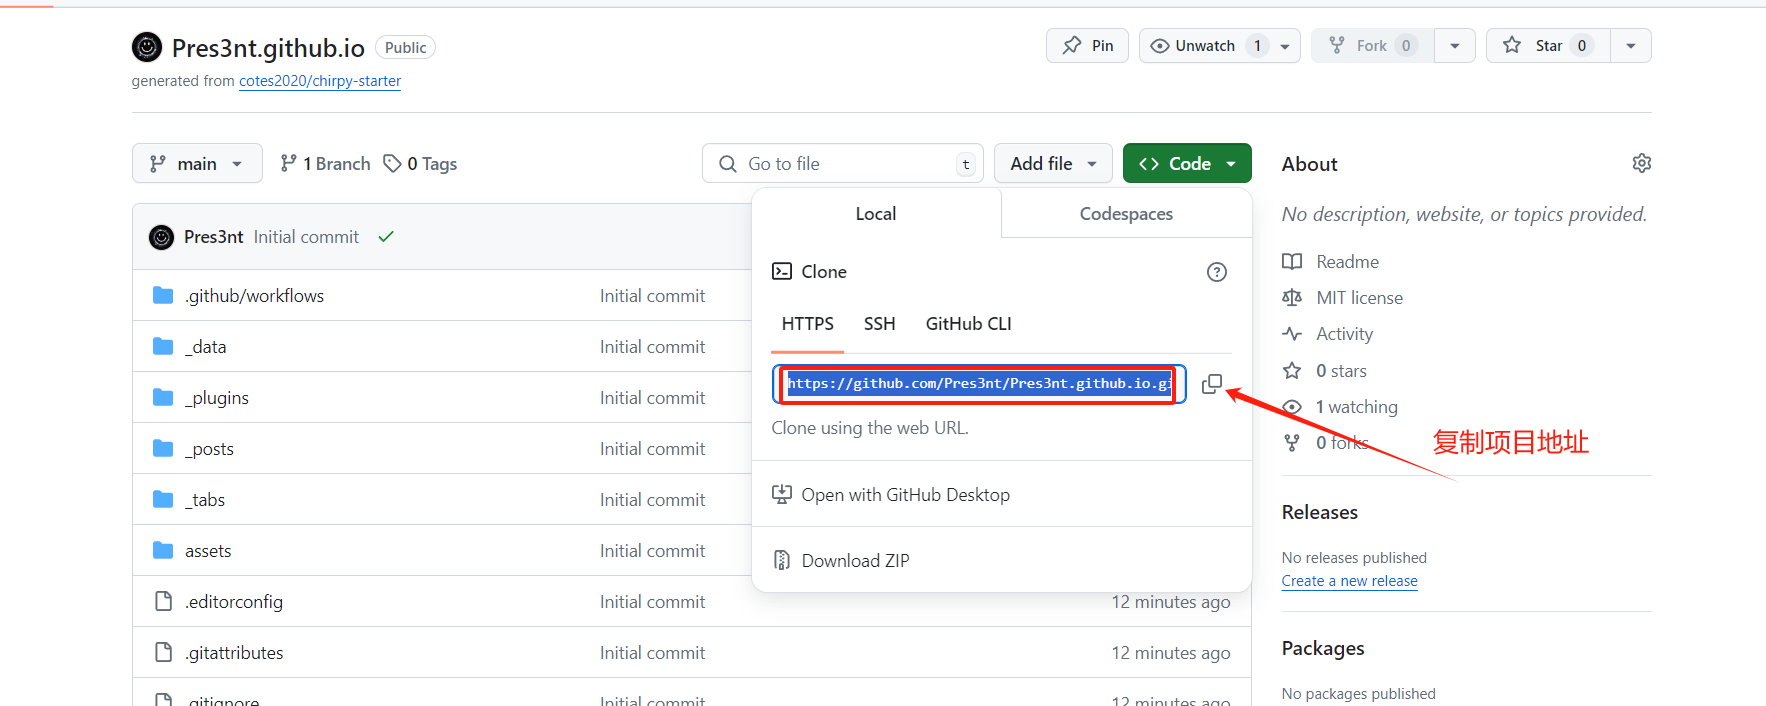 Pres3nt.github.io Public
Pin Unwatch 1 Fork 0 Star 0
generated from cotes2020/chirpy-starter
main 1 Branch 0 Tags Go to file t Add file Code
About
No description, website, or topics provided.
Local Codespaces
Pres3nt Initial commit
Clone
Readme
.github/workflows Initial commit
MIT license
HTTPS SSH GitHub CLI
Activity
_data Initial commit
0 stars
https://github.com/Pres3nt/Pres3nt.github.io.gi
_plugins Initial commit
1 watching
Clone using the web URL.
0 forks
复制项目地址
_posts Initial commit
Open with GitHub Desktop
_tabs Initial commit
Releases
assets Initial commit
Download ZIP
No releases published
Create a new release
.editorconfig Initial commit 12 minutes ago
.gitattributes Initial commit 12 minutes ago
Packages
No packages published
.gitignore Initial commit 12 minutes ago